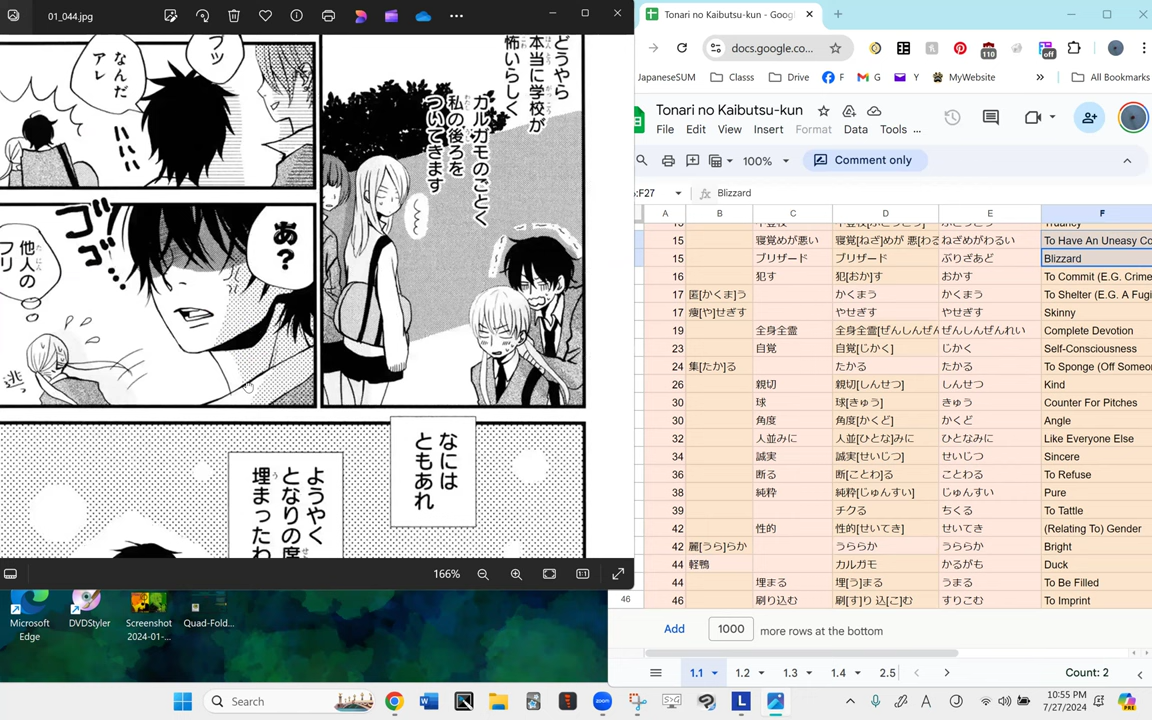 01_044.jpg
どうやら
本当に学校が
怖いらしく
カルガモのごとく
私の後ろを
ついてきます
プッ
なんだ
アレ
あ?
ゴゴ
他人の
フリ
逃っ
なには
ともあれ
ようやく
となりの席
埋まったわ
166%
1:1
Microsoft
Edge
DVDStyler
Screenshot
2024-01-...
Quad-Fold...
Tonari no Kaibutsu-kun - Googl
docs.google.co...
110
off
JapaneseSUM
Classs
Drive
F
G
Y
MyWebsite
All Bookmarks
Tonari no Kaibutsu-kun
File Edit View Insert Format Data Tools ...
100%
Comment only
:F27
fx Blizzard
A B C D E F
15 寝覚めが悪い 寝覚[ねざ]めが 悪[わる ねざめがわるい To Have An Uneasy Co
15 ブリザード ブリザード ぶりざあど Blizzard
16 犯す 犯[おか]す おかす To Commit (E.G. Crime
17 匿[かくま]う かくまう かくまう To Shelter (E.G. A Fugi
17 痩[や]せぎす やせぎす やせぎす Skinny
19 全身全霊 全身全霊[ぜんしんぜん ぜんしんぜんれい Complete Devotion
23 自覚 自覚[じかく] じかく Self-Consciousness
24 集[たか]る たかる たかる To Sponge (Off Someo
26 親切 親切[しんせつ] しんせつ Kind
30 球 球[きゅう] きゅう Counter For Pitches
30 角度 角度[かくど] かくど Angle
32 人並みに 人並[ひとな]みに ひとなみに Like Everyone Else
34 誠実 誠実[せいじつ] せいじつ Sincere
36 断る 断[ことわ]る ことわる To Refuse
38 純粋 純粋[じゅんすい] じゅんすい Pure
39 チクる ちくる To Tattle
42 性的 性的[せいてき] せいてき (Relating To) Gender
42 麗[うら]らか うららか うららか Bright
44 軽鴨 カルガモ かるがも Duck
44 埋まる 埋[う]まる うまる To Be Filled
46 46 刷り込む 刷[す]り 込[こ]む すりこむ To Imprint
Add 1000 more rows at the bottom
1.1 1.2 1.3 1.4 2.5
Count: 2
Search
10:55 PM
7/27/2024